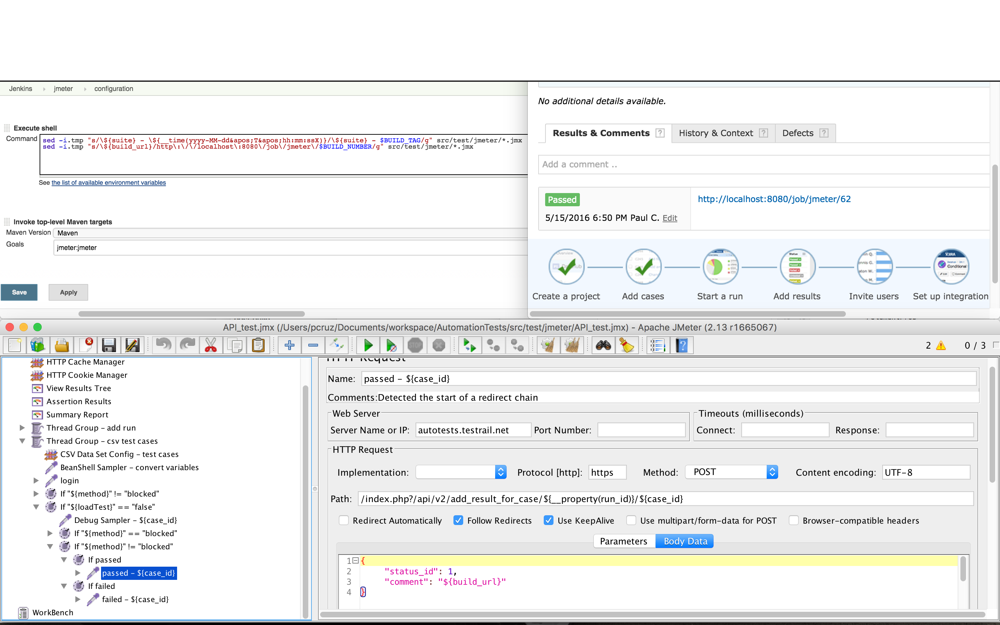 Jenkins jmeter configuration
Execute shell
Command
sed -i.tmp "s/\${suite} - \${__time(yyyy-MM-dd&apos;T&apos;hh:mm:ssX)}/\${suite} - $BUILD_TAG/g" src/test/jmeter/*.jmx
sed -i.tmp "s/\${build_url}/http\:\/\/localhost\:8080\/job\/jmeter\/$BUILD_NUMBER/g" src/test/jmeter/*.jmx
See the list of available environment variables
Invoke top-level Maven targets
Maven Version Maven
Goals jmeter:jmeter
Save Apply
No additional details available.
Results & Comments ? History & Context ? Defects ?
Add a comment ..
Passed http://localhost:8080/job/jmeter/62
5/15/2016 6:50 PM Paul C. Edit
Create a project Add cases Start a run Add results Invite users Set up integration
API_test.jmx (/Users/pcruz/Documents/workspace/AutomationTests/src/test/jmeter/API_test.jmx) - Apache JMeter (2.13 r1665067)
STOP
2 0 / 3
HTTP Cache Manager
HTTP Cookie Manager
View Results Tree
Assertion Results
Summary Report
Thread Group - add run
Thread Group - csv test cases
CSV Data Set Config - test cases
BeanShell Sampler - convert variables
login
If "${method}" != "blocked"
If "${loadTest}" == "false"
Debug Sampler - ${case_id}
If "${method}" == "blocked"
If "${method}" != "blocked"
If passed
passed - ${case_id}
If failed
failed - ${case_id}
WorkBench
HTTP Request
Name: passed - ${case_id}
Comments: Detected the start of a redirect chain
Web Server Timeouts (milliseconds)
Server Name or IP: autotests.testrail.net Port Number: Connect: Response:
HTTP Request
Implementation: Protocol [http]: https Method: POST Content encoding: UTF-8
Path: /index.php?/api/v2/add_result_for_case/${__property(run_id)}/${case_id}
Redirect Automatically Follow Redirects Use KeepAlive Use multipart/form-data for POST Browser-compatible headers
Parameters Body Data
1 {
2 "status_id": 1,
3 "comment": "${build_url}"
4 }